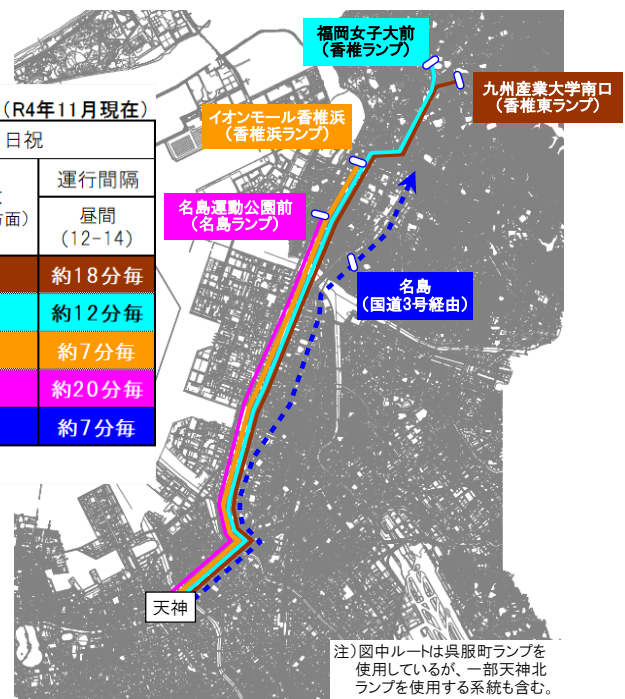 福岡女子大前
(香椎ランプ)
九州産業大学南口
(香椎東ランプ)
(R4年11月現在)
イオンモール香椎浜
(香椎浜ランプ)
日祝
運行間隔
方面)
昼間
(12-14)
名島運動公園前
(名島ランプ)
約18分毎
約12分毎
約7分毎
約20分毎
約7分毎
名島
(国道3号経由)
天神
注)図中ルートは呉服町ランプを
使用しているが、一部天神北
ランプを使用する系統も含む。